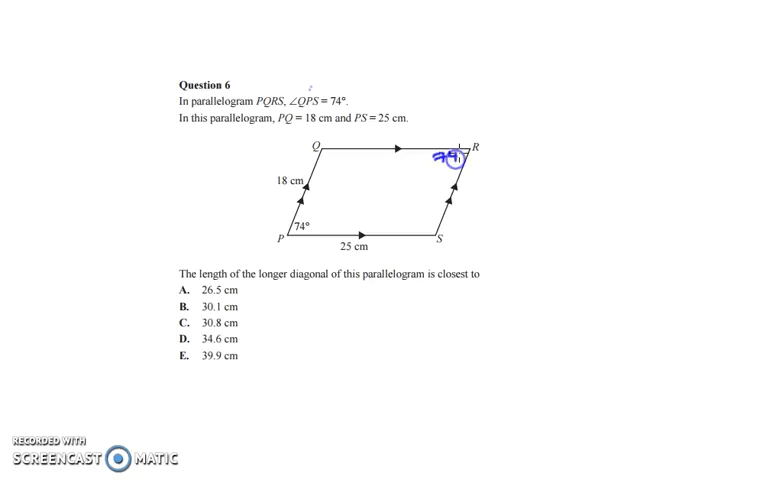 Question 6
In parallelogram PQRS, ∠QPS = 74°.
In this parallelogram, PQ = 18 cm and PS = 25 cm.
Q
R
74
18 cm
74°
P
S
25 cm
The length of the longer diagonal of this parallelogram is closest to
A. 26.5 cm
B. 30.1 cm
C. 30.8 cm
D. 34.6 cm
E. 39.9 cm
RECORDED WITH
SCREENCAST MATIC